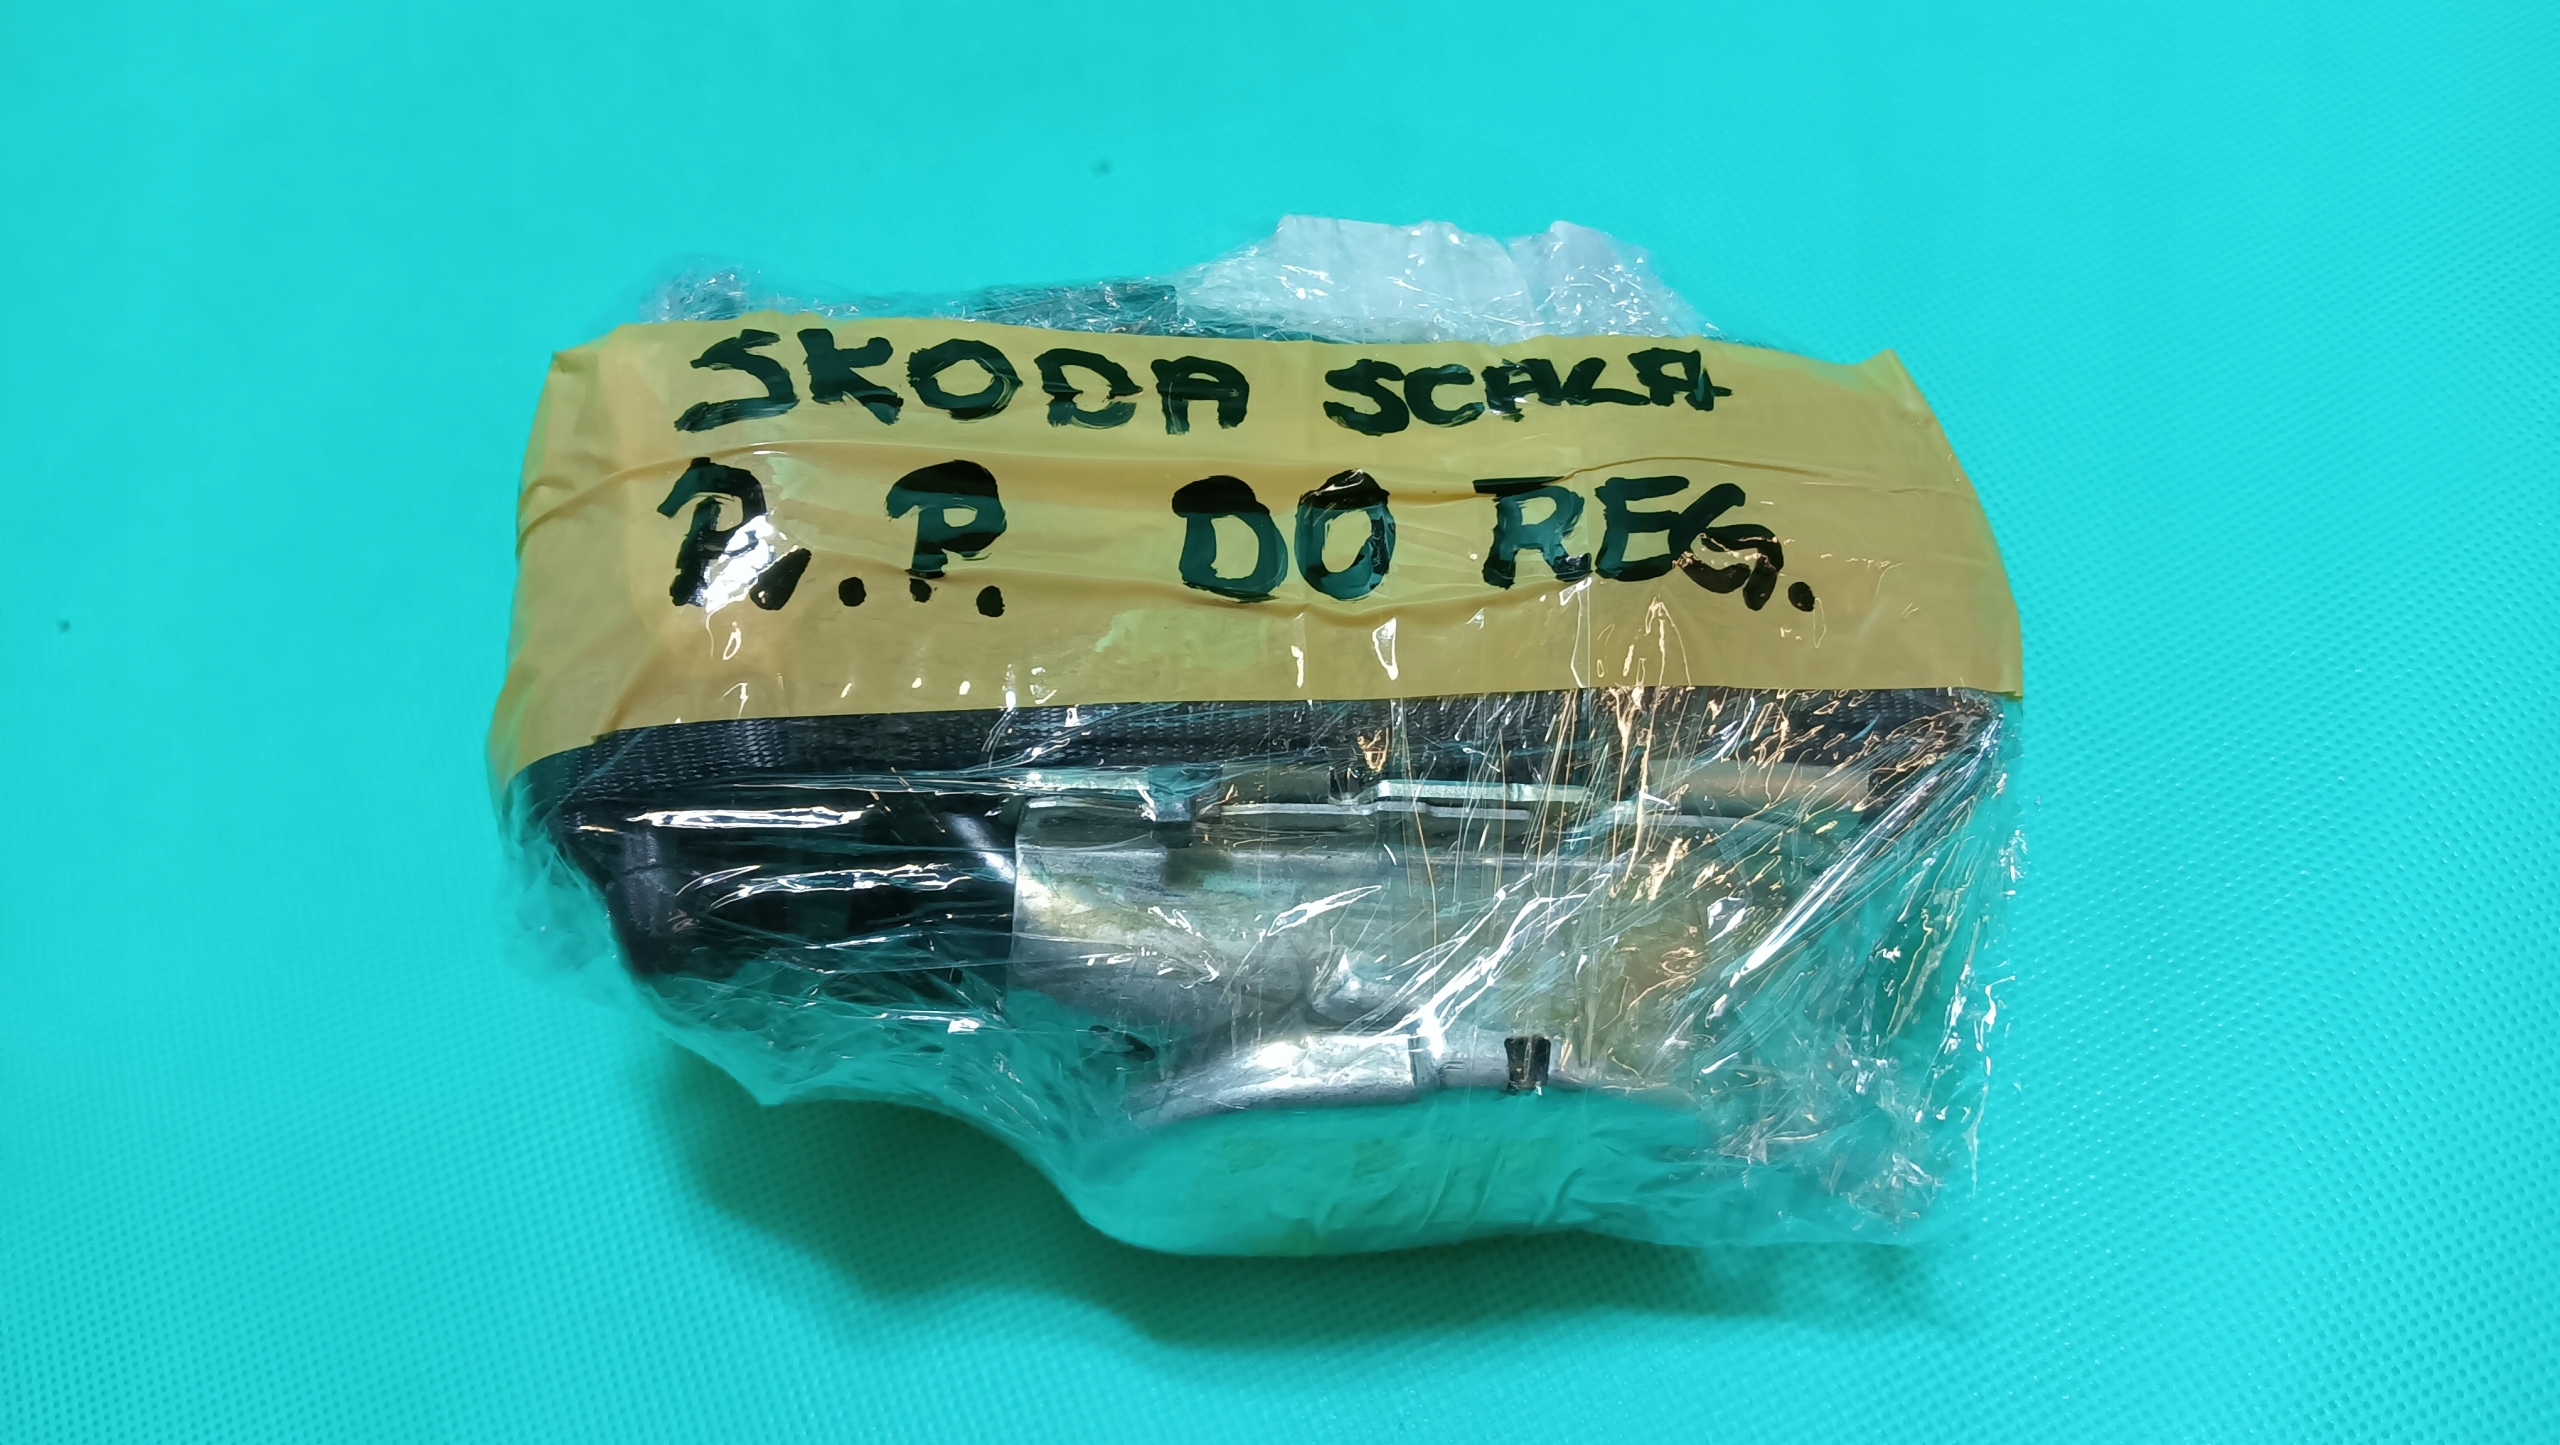 SKODA SCALA
P.P. DO REG.